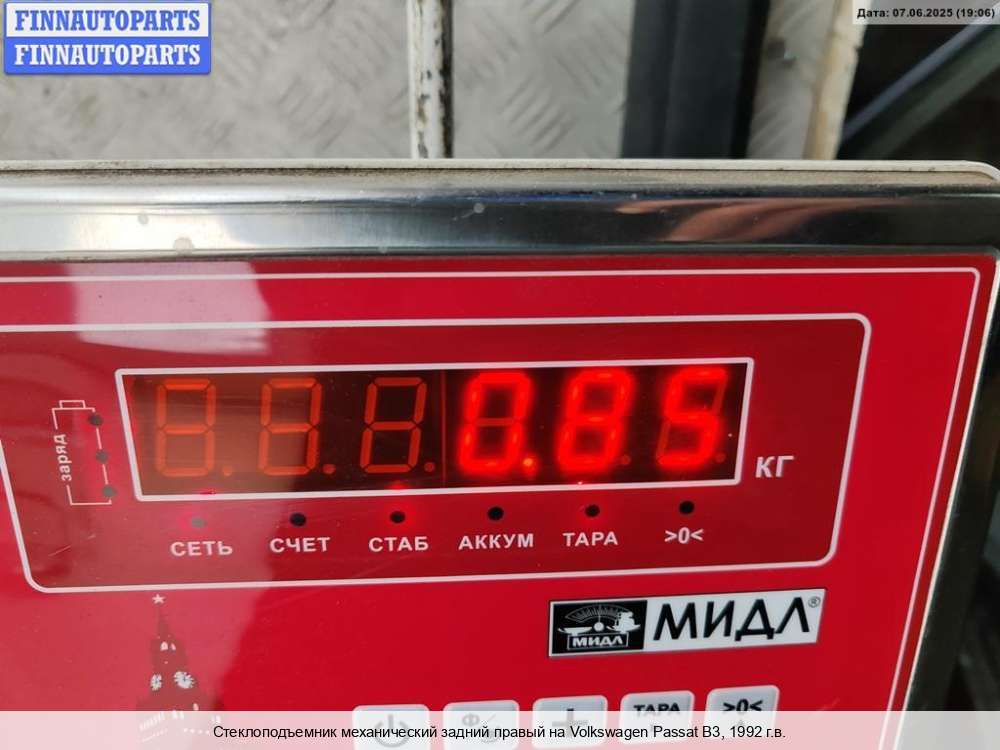 FINNAUTOPARTS
FINNAUTOPARTS
Дата: 07.06.2025 (19:06)
заряд
0.85
кг
СЕТЬ СЧЕТ СТАБ АККУМ ТАРА >0<
МИДЛ
МИДЛ®
ТАРА >0<
Стеклоподъемник механический задний правый на Volkswagen Passat B3, 1992 г.в.